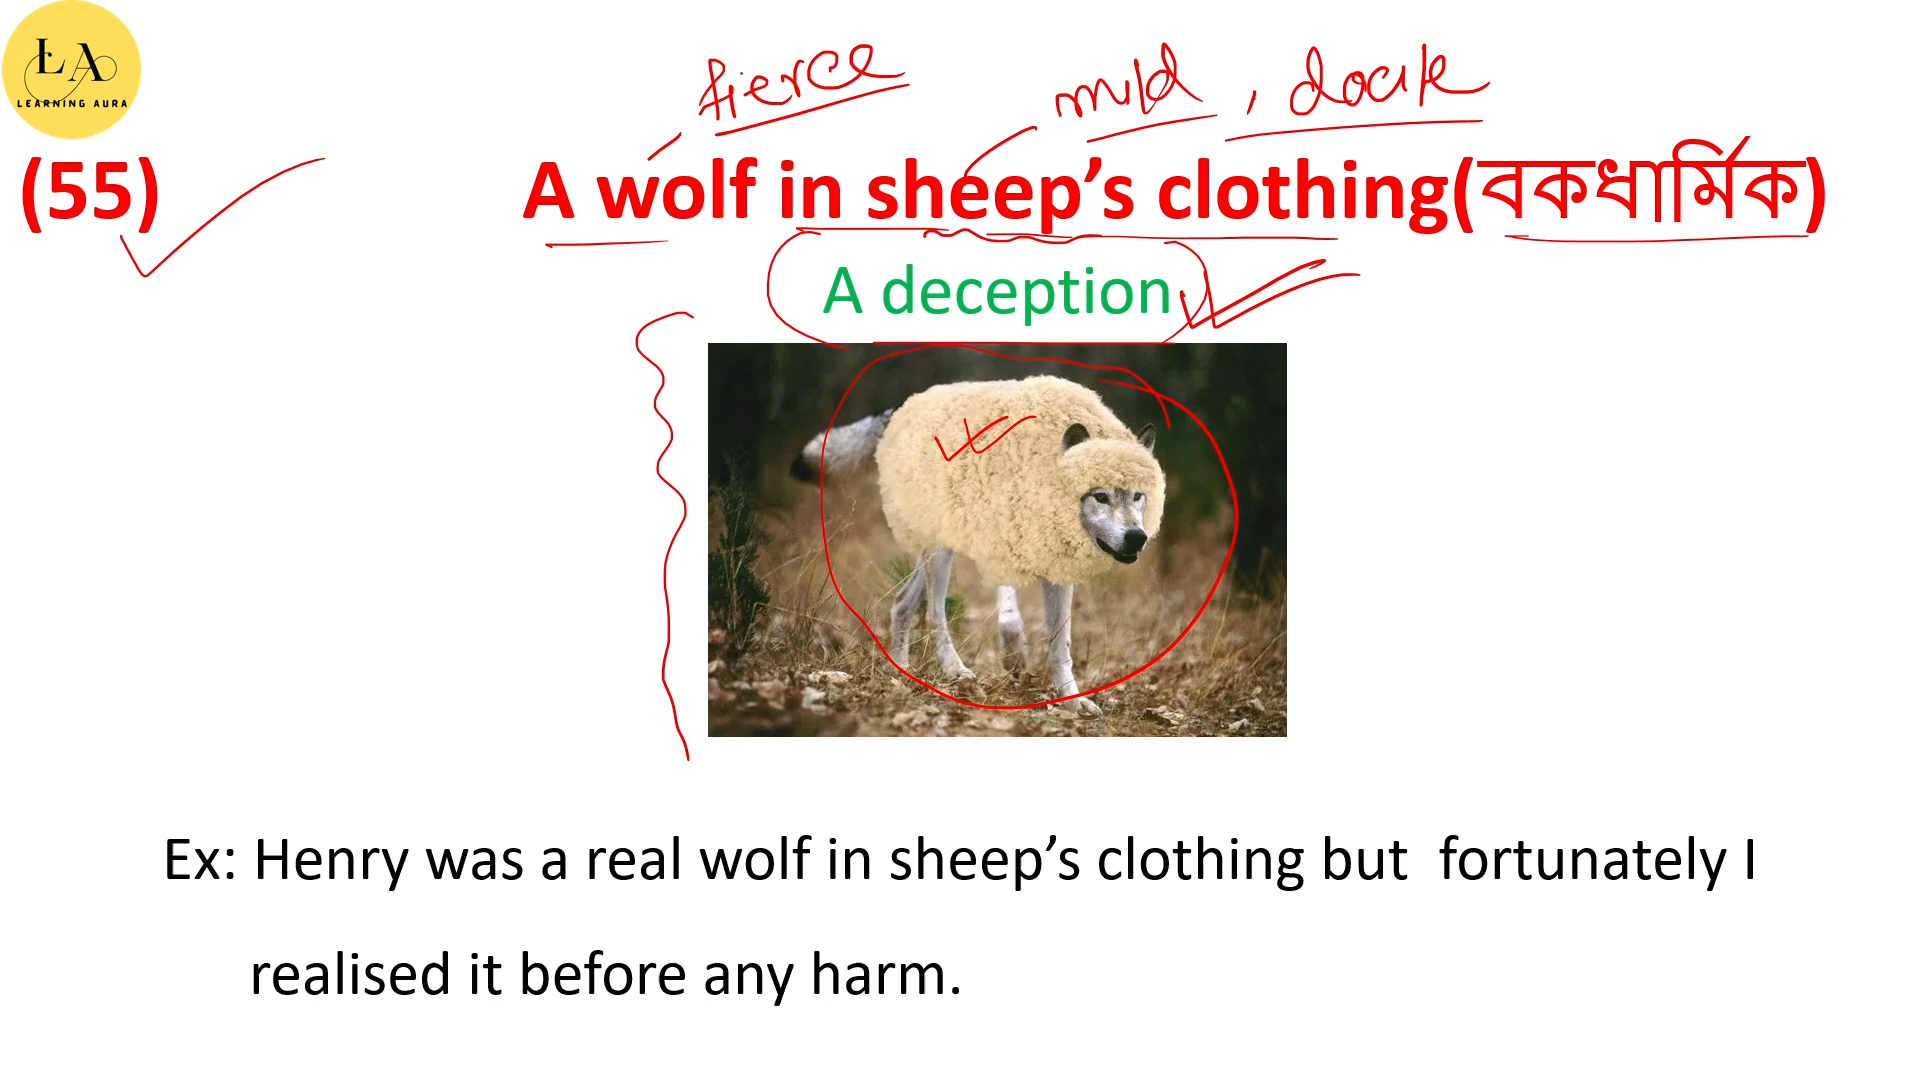 LA
LEARNING AURA
fierce
mild, docile
(55)
A wolf in sheep’s clothing(বকধার্মিক)
A deception
Ex: Henry was a real wolf in sheep’s clothing but fortunately I
realised it before any harm.